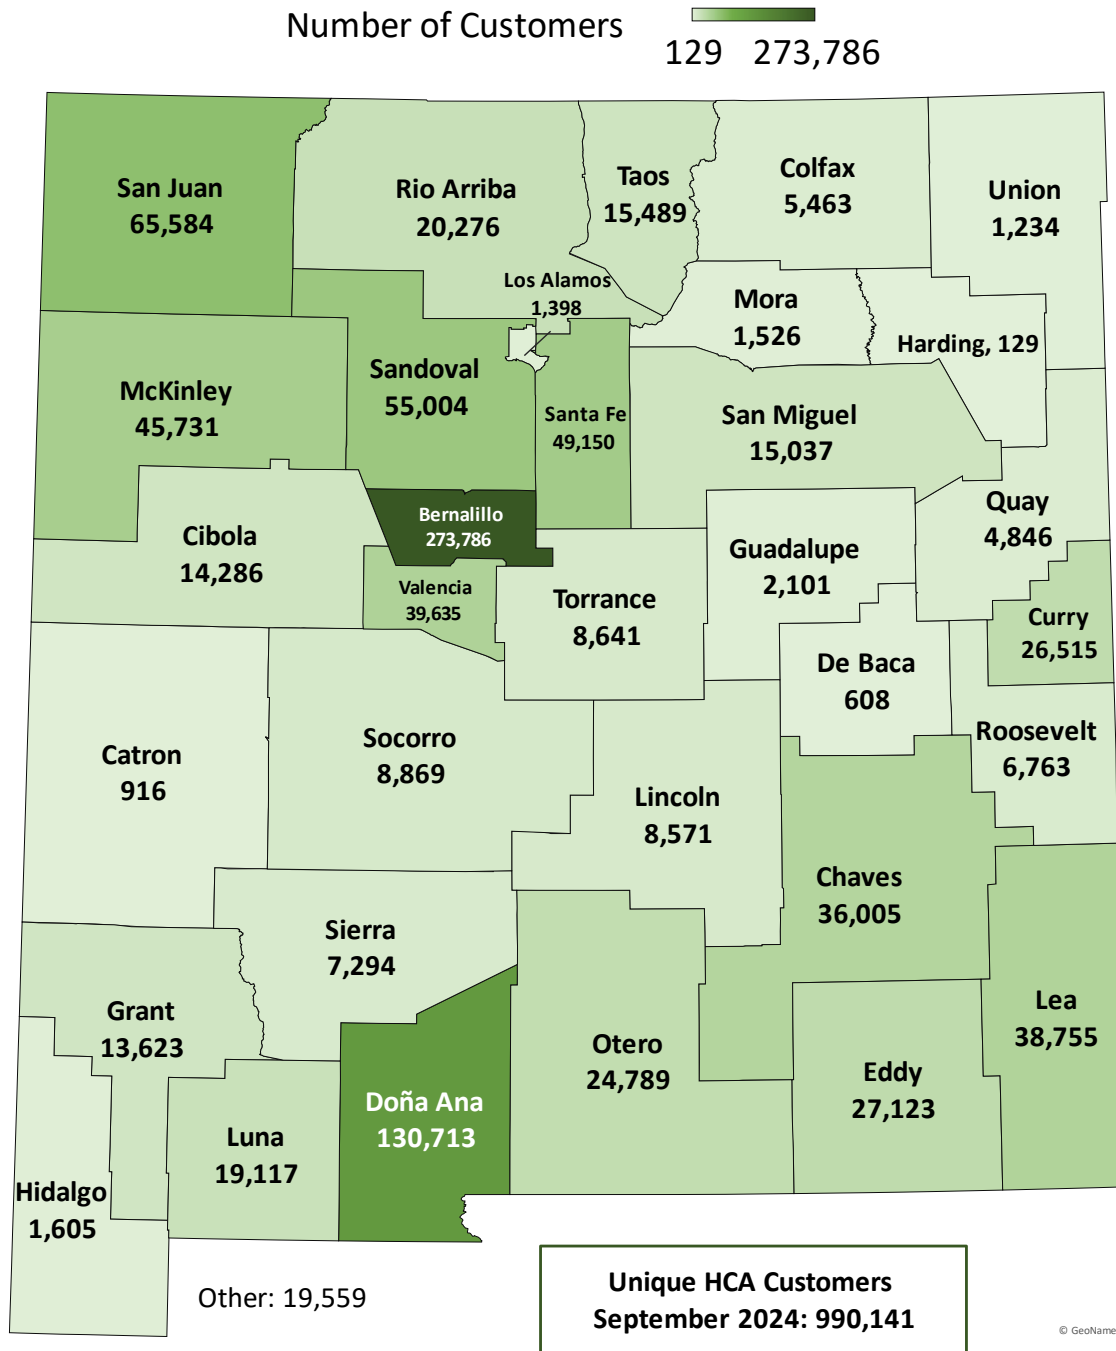 Number of Customers
129 273,786
San Juan
65,584
Rio Arriba
20,276
Taos
15,489
Colfax
5,463
Union
1,234
Los Alamos
1,398
Mora
1,526
Harding, 129
McKinley
45,731
Sandoval
55,004
Santa Fe
49,150
San Miguel
15,037
Quay
4,846
Cibola
14,286
Bernalillo
273,786
Valencia
39,635
Torrance
8,641
Guadalupe
2,101
Curry
26,515
De Baca
608
Roosevelt
6,763
Catron
916
Socorro
8,869
Lincoln
8,571
Chaves
36,005
Sierra
7,294
Grant
13,623
Otero
24,789
Lea
38,755
Eddy
27,123
Doña Ana
130,713
Luna
19,117
Hidalgo
1,605
Other: 19,559
Unique HCA Customers
September 2024: 990,141
© GeoName